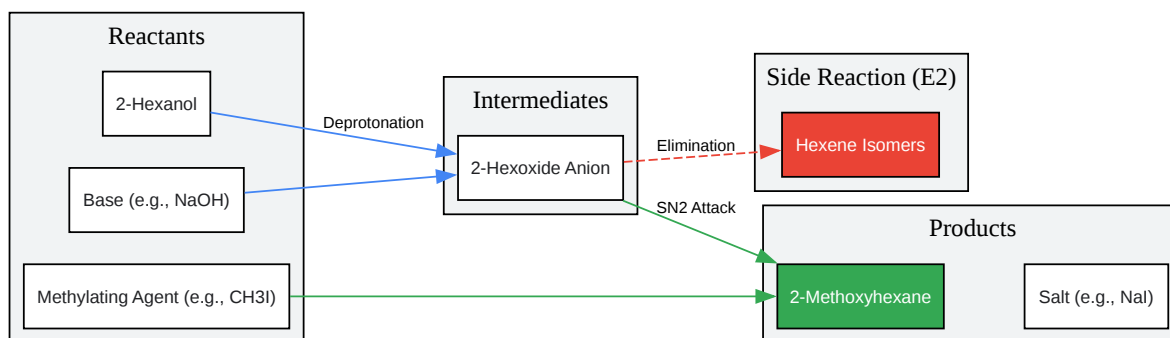 Reactants
2-Hexanol
Base (e.g., NaOH)
Methylating Agent (e.g., CH3I)
Deprotonation
Intermediates
2-Hexoxide Anion
Elimination
SN2 Attack
Side Reaction (E2)
Hexene Isomers
Products
2-Methoxyhexane
Salt (e.g., NaI)